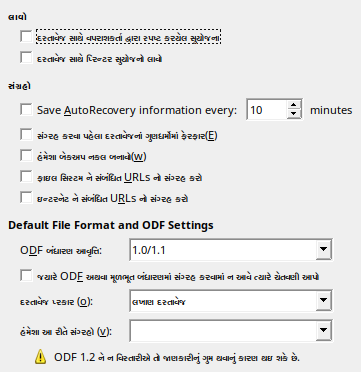 લાવો
દસ્તાવેજ સાથે વપરાશકર્તા દ્વારા સ્પષ્ટ કરયેલ સુયોજનો
દસ્તાવેજ સાથે પ્રિન્ટર સુયોજનો લાવો
સંગ્રહો
Save AutoRecovery information every: 10 minutes
સંગ્રહ કરવા પહેલા દસ્તાવેજનાં ગુણધર્મોમાં ફેરફાર(E)
હંમેશા બેકઅપ નકલ બનાવો(w)
ફાઇલ સિસ્ટમ ને સંબંધિત URLs નો સંગ્રહ કરો
ઇન્ટરનેટ ને સંબંધિત URLs નો સંગ્રહ કરો
Default File Format and ODF Settings
ODF બંધારણ આવૃત્તિ: 1.0/1.1
જ્યારે ODF અથવા મૂળભૂત બંધારણમાં સંગ્રહ કરવામાં ન આવે ત્યારે ચેતવણી આપો
દસ્તાવેજ પ્રકાર (o): લખાણ દસ્તાવેજ
હંમેશા આ રીતે સંગ્રહો (v):
ODF 1.2 ને ન વિસ્તારીએ તો જાણકારીનું ગુમ થવાનું કારણ થઇ શકે છે.